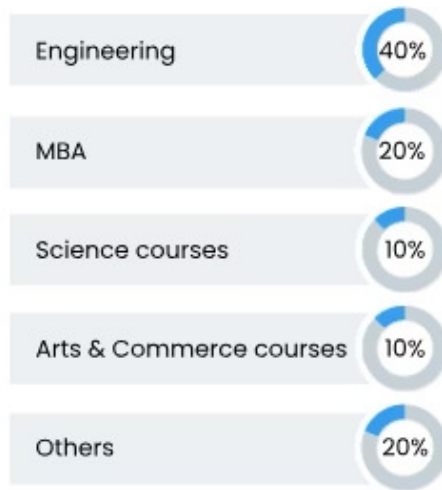 Engineering 40%
MBA 20%
Science courses 10%
Arts & Commerce courses 10%
Others 20%